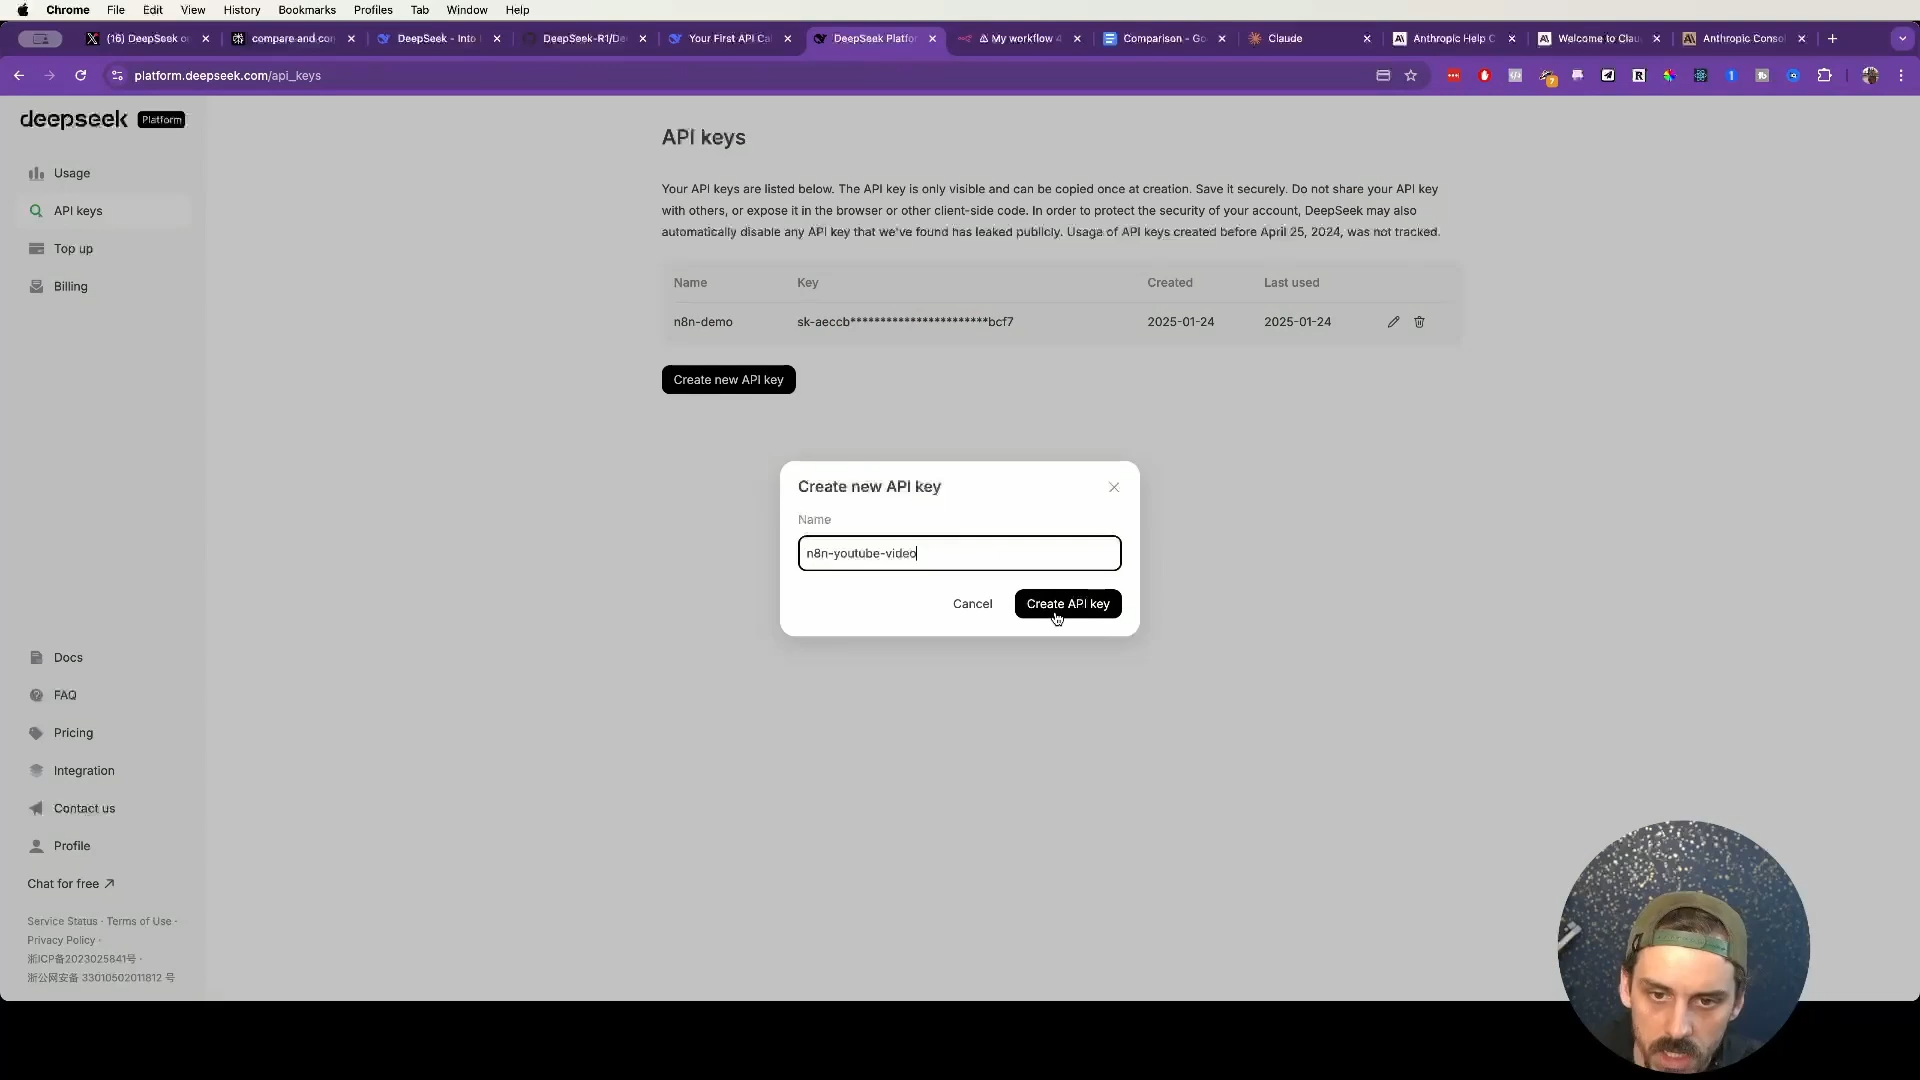 Chrome File Edit View History Bookmarks Profiles Tab Window Help
(16) DeepSeek o
compare and con
DeepSeek - Into
DeepSeek-R1/De
Your First API Ca
DeepSeek Platfor
My workflow 4
Comparison - Go
Claude
Anthropic Help C
Welcome to Clau
Anthropic Consol
platform.deepseek.com/api_keys
7
deepseek Platform
Usage
API keys
Top up
Billing
Docs
FAQ
Pricing
Integration
Contact us
Profile
Chat for free
Service Status · Terms of Use ·
Privacy Policy ·
浙ICP备2023025841号 ·
浙公网安备 33010502011812 号
API keys
Your API keys are listed below. The API key is only visible and can be copied once at creation. Save it securely. Do not share your API key
with others, or expose it in the browser or other client-side code. In order to protect the security of your account, DeepSeek may also
automatically disable any API key that we've found has leaked publicly. Usage of API keys created before April 25, 2024, was not tracked.
Name Key Created Last used
n8n-demo sk-aeccb***********************bcf7 2025-01-24 2025-01-24
Create new API key
Create new API key
Name
n8n-youtube-video
Cancel Create API key